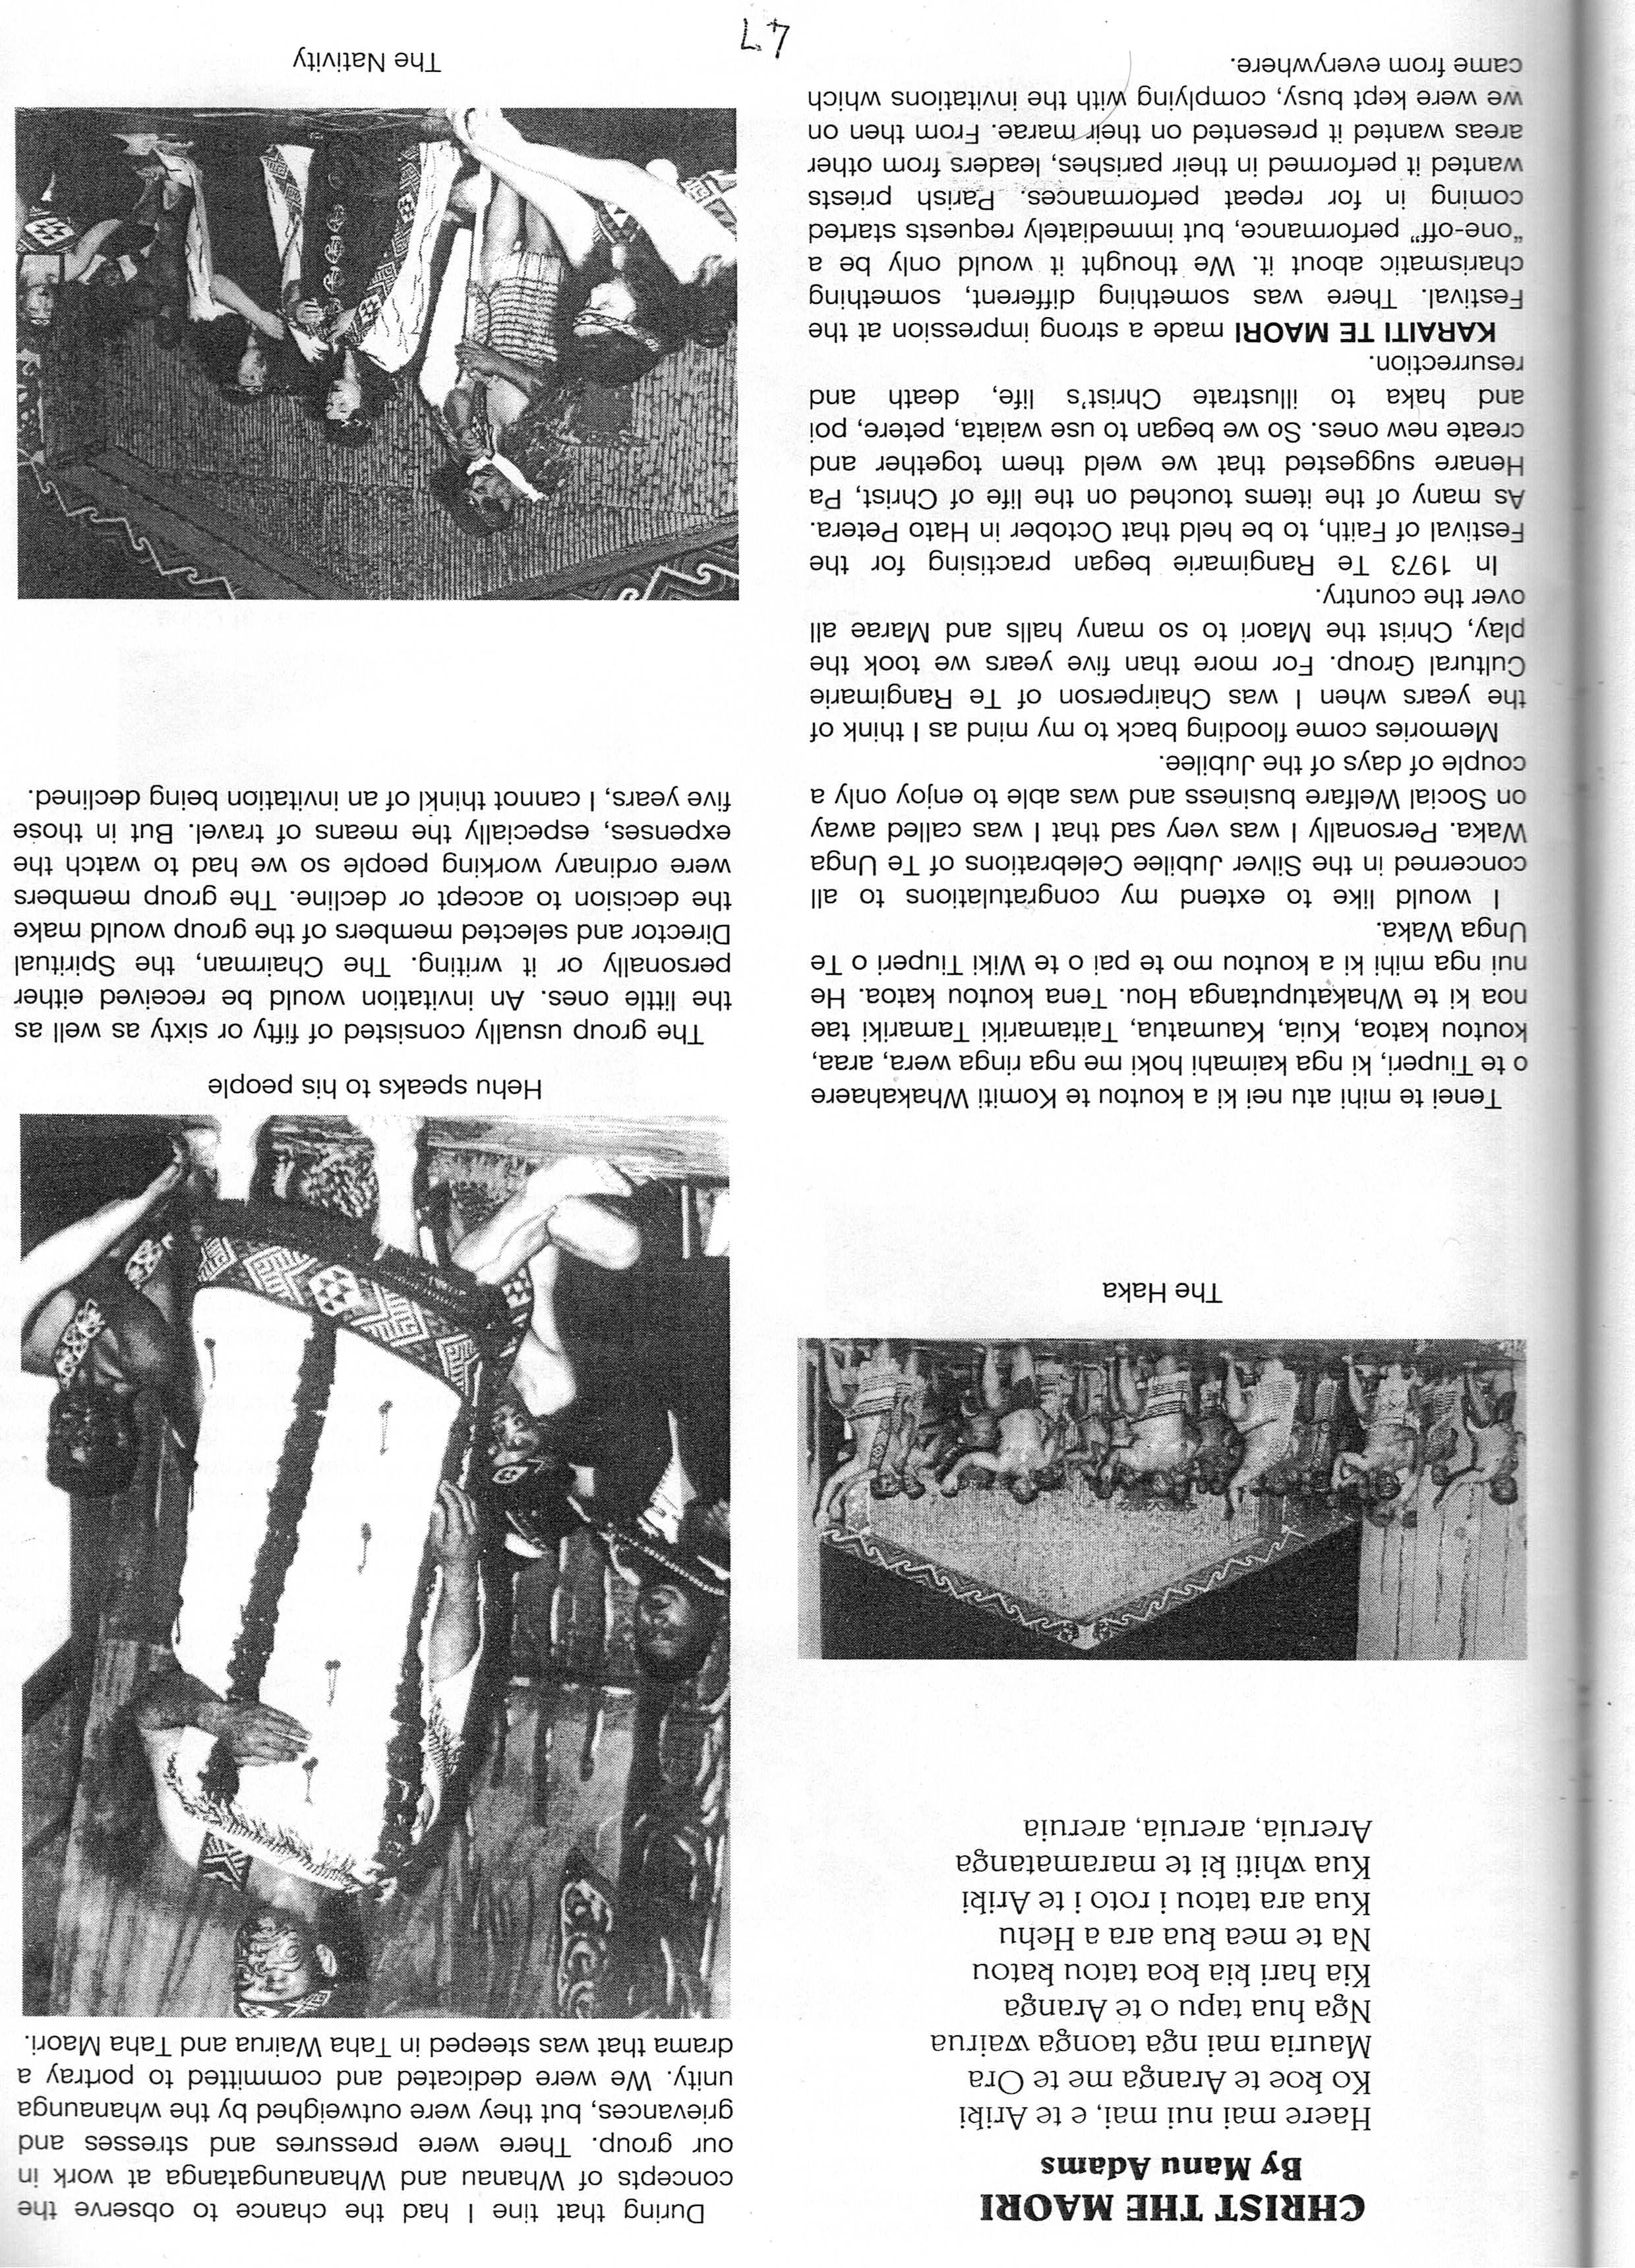 CHRIST THE MAORI
By Manu Adams
Haere mai nui mai, e te Ariki
Ko koe te Aranga me te Ora
Mauria mai nga taonga wairua
Nga hua tapu o te Aranga
Kia hari kia koa tatou katou
Na te mea kua ara a Hehu
Kua ara tatou i roto i te Ariki
Kua whiti ki te maramatanga
Areruia, areruia, areruia
The Haka
Tenei te mihi atu nei ki a koutou te Komiti Whakahaere
o te Tiuperi, ki nga kaimahi hoki me nga ringa wera, araa,
koutou katoa, Kuia, Kaumatua, Taitamariki Tamariki tae
noa ki te Whakatuputanga Hou. Tena koutou katoa. He
nui nga mihi ki a koutou mo te pai o te Wiki Tiuperi o Te
Unga Waka.
I would like to extend my congratulations to all
concerned in the Silver Jubilee Celebrations of Te Unga
Waka. Personally I was very sad that I was called away
on Social Welfare business and was able to enjoy only a
couple of days of the Jubilee.
Memories come flooding back to my mind as I think of
the years when I was Chairperson of Te Rangimarie
Cultural Group. For more than five years we took the
play, Christ the Maori to so many halls and Marae all
over the country.
In 1973 Te Rangimarie began practising for the
Festival of Faith, to be held that October in Hato Petera.
As many of the items touched on the life of Christ, Pa
Henare suggested that we weld them together and
create new ones. So we began to use waiata, petere, poi
and haka to illustrate Christ's life, death and
resurrection.
KARAITI TE MAORI made a strong impression at the
Festival. There was something different, something
charismatic about it. We thought it would only be a
“one-off” performance, but immediately requests started
coming in for repeat performances. Parish priests
wanted it performed in their parishes, leaders from other
areas wanted it presented on their marae. From then on
we were kept busy, complying with the invitations which
came from everywhere.
During that tine I had the chance to observe the
concepts of Whanau and Whanaungatanga at work in
our group. There were pressures and stresses and
grievances, but they were outweighed by the whanaunga
unity. We were dedicated and committed to portray a
drama that was steeped in Taha Wairua and Taha Maori.
Hehu speaks to his people
The group usually consisted of fifty or sixty as well as
the little ones. An invitation would be received either
personally or it writing. The Chairman, the Spiritual
Director and selected members of the group would make
the decision to accept or decline. The group members
were ordinary working people so we had to watch the
expenses, especially the means of travel. But in those
five years, I cannot thinkl of an invitation being declined.
The Nativity
47